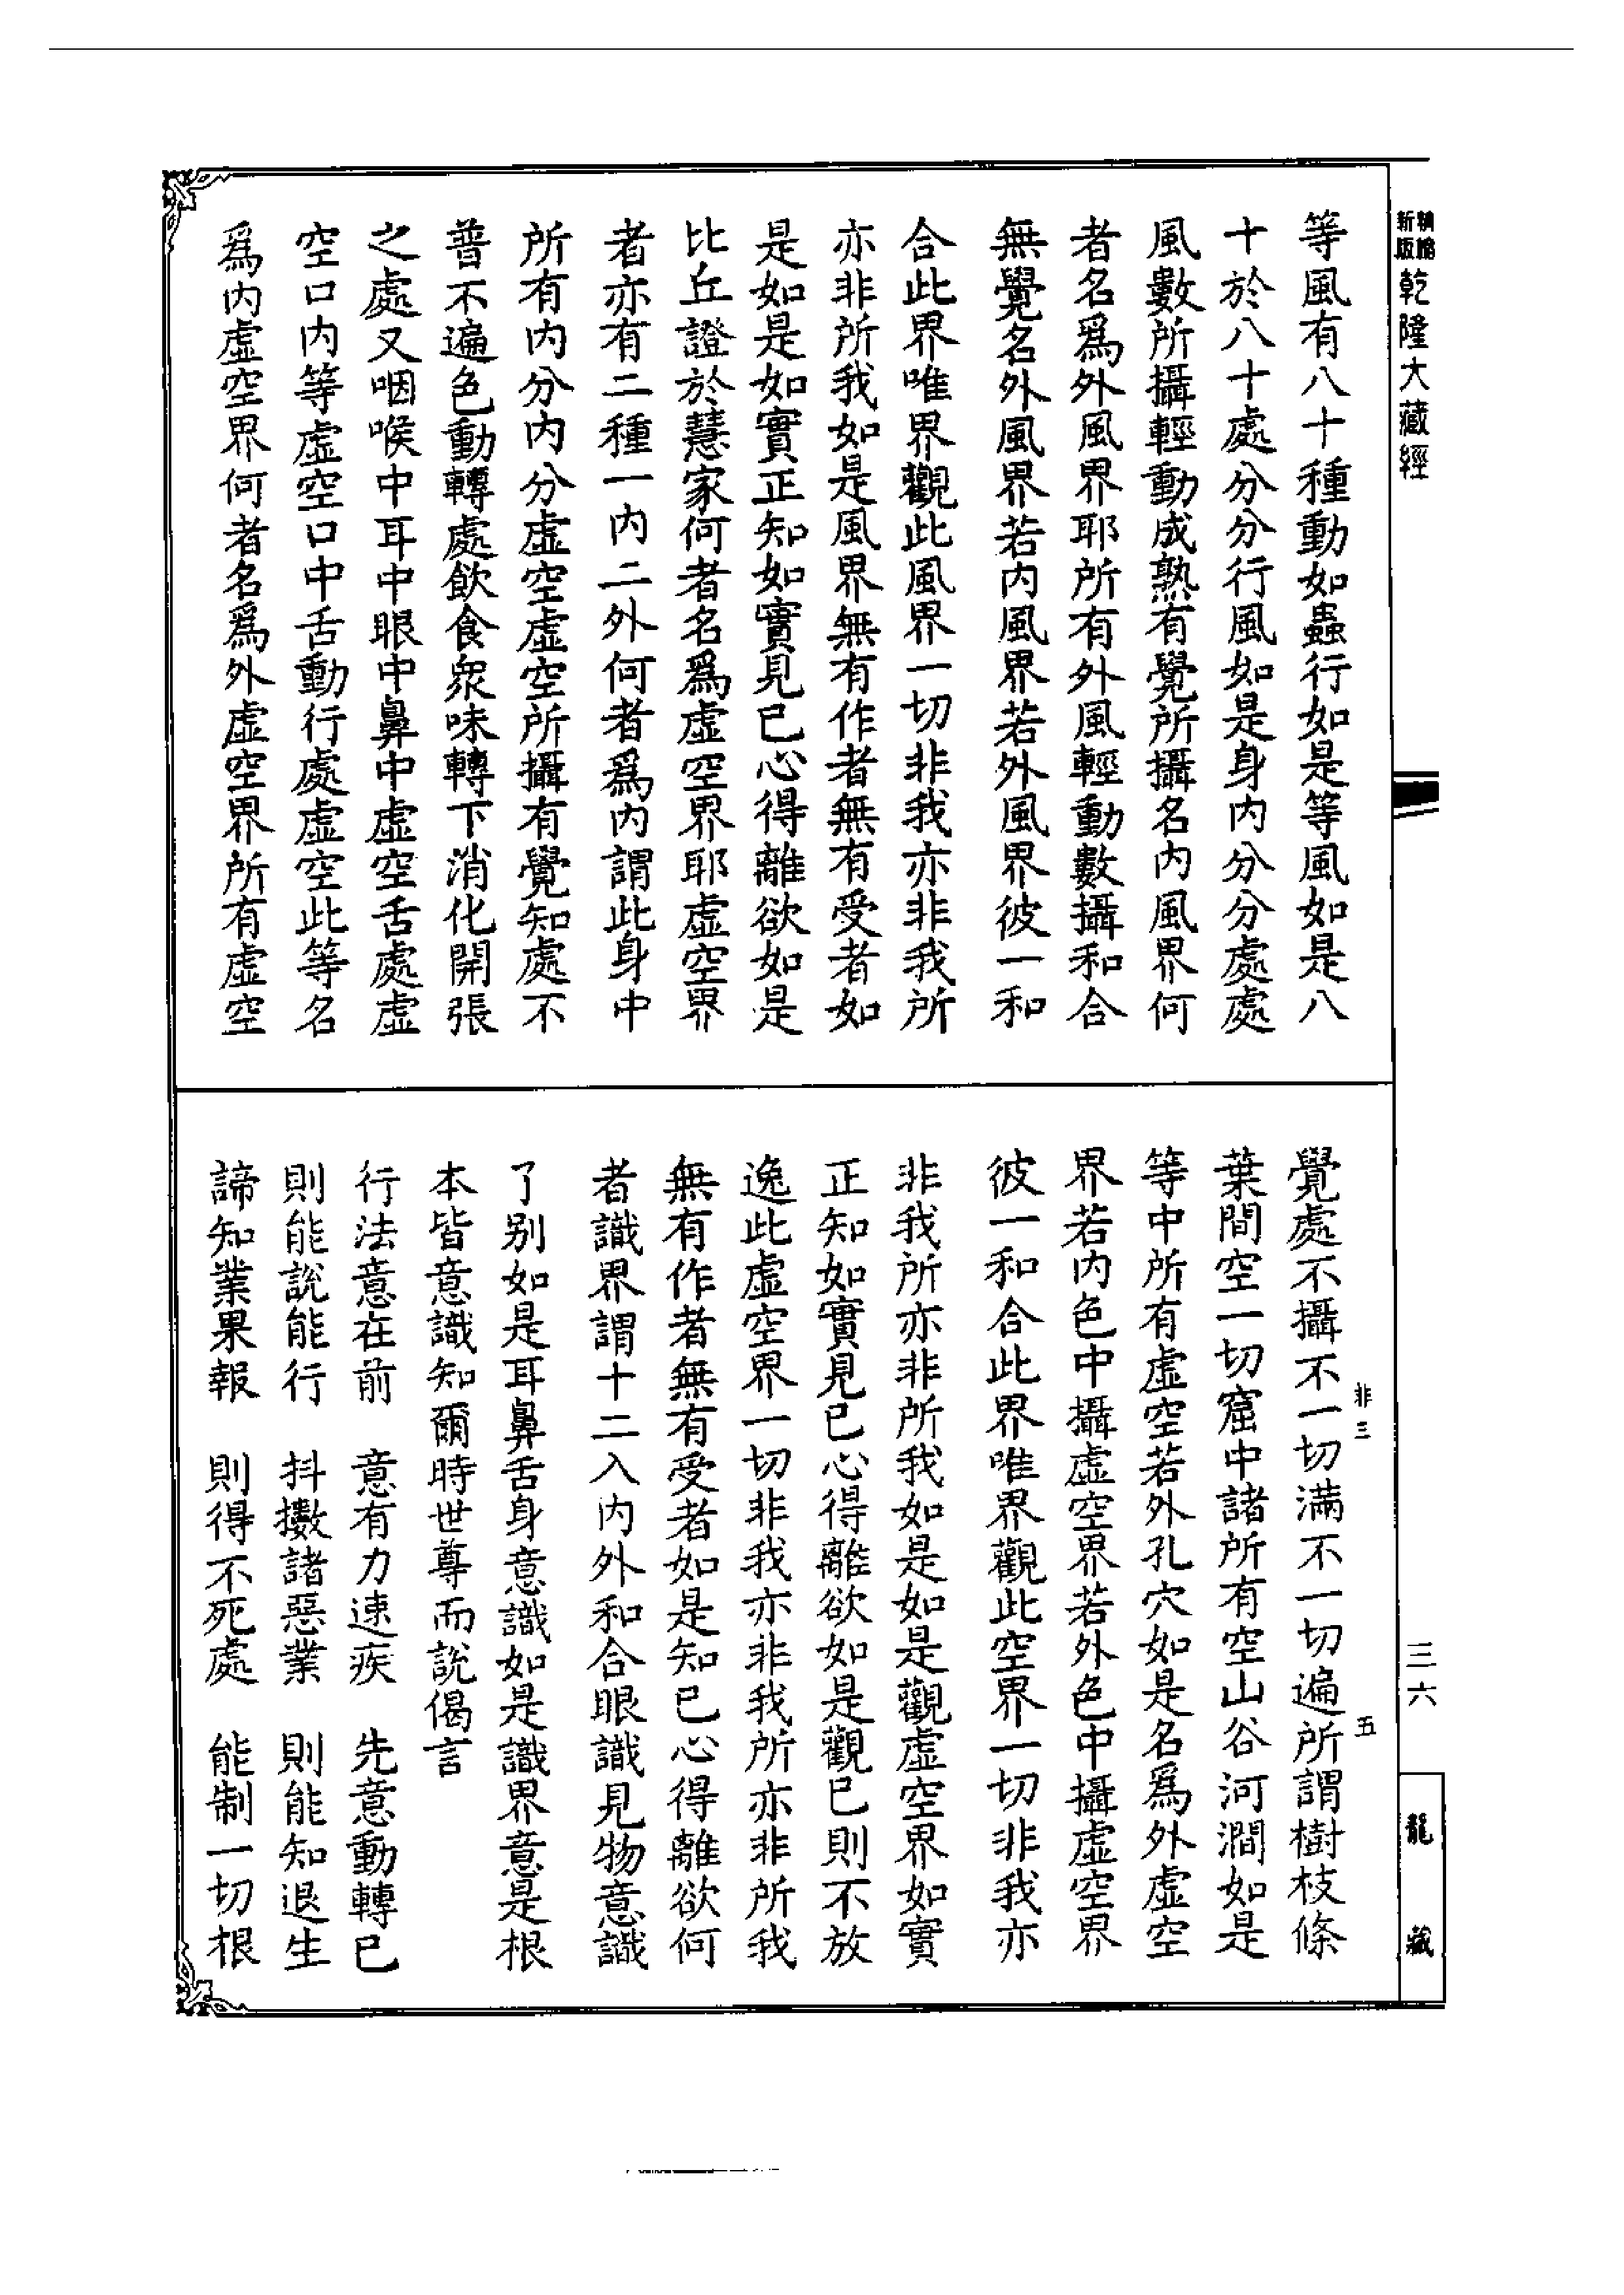 新版
精縮
乾隆大藏經
等風有八十種動如蟲行如是等風如是八
十於八十處分分行風如是身內分分處處
風數所攝輕動成熟有覺所攝名內風界何
者名爲外風界耶所有外風輕動數攝和合
無覺名外風界若內風界若外風界彼一和
合此界唯界觀此風界一切非我亦非我所
亦非所我如是風界無有作者無有受者如
是如是如實正知如實見已心得離欲如是
比丘證於慧家何者名爲虛空界耶虛空界
者亦有二種一內二外何者爲內謂此身中
所有內分內分虛空虛空所攝有覺知處不
普不遍色動轉處飲食衆味轉下消化開張
之處又咽喉中耳中眼中鼻中虛空舌處虛
空口內等虛空口中舌動行處虛空此等名
爲內虛空界何者名爲外虛空界所有虛空
覺處不攝不一切滿不一切遍所謂樹枝條
葉間空一切窟中諸所有空山谷河澗如是
等中所有虛空若外孔穴如是名爲外虛空
界若內色中攝虛空界若外色中攝虛空界
彼一和合此界唯界觀此空界一切非我亦
非我所亦非所我如是如是觀虛空界如實
正知如實見已心得離欲如是觀已則不放
逸此虛空界一切非我亦非我所亦非所我
無有作者無有受者如是知已心得離欲何
者識界謂十二入內外和合眼識見物意識
了別如是耳鼻舌身意識如是識界意是根
本皆意識知爾時世尊而說偈言
行法意在前　意有力速疾　先意動轉已
則能說能行　抖擻諸惡業　則能知退生
諦知業果報　則得不死處　能制一切根
非三
五
三六
龍藏